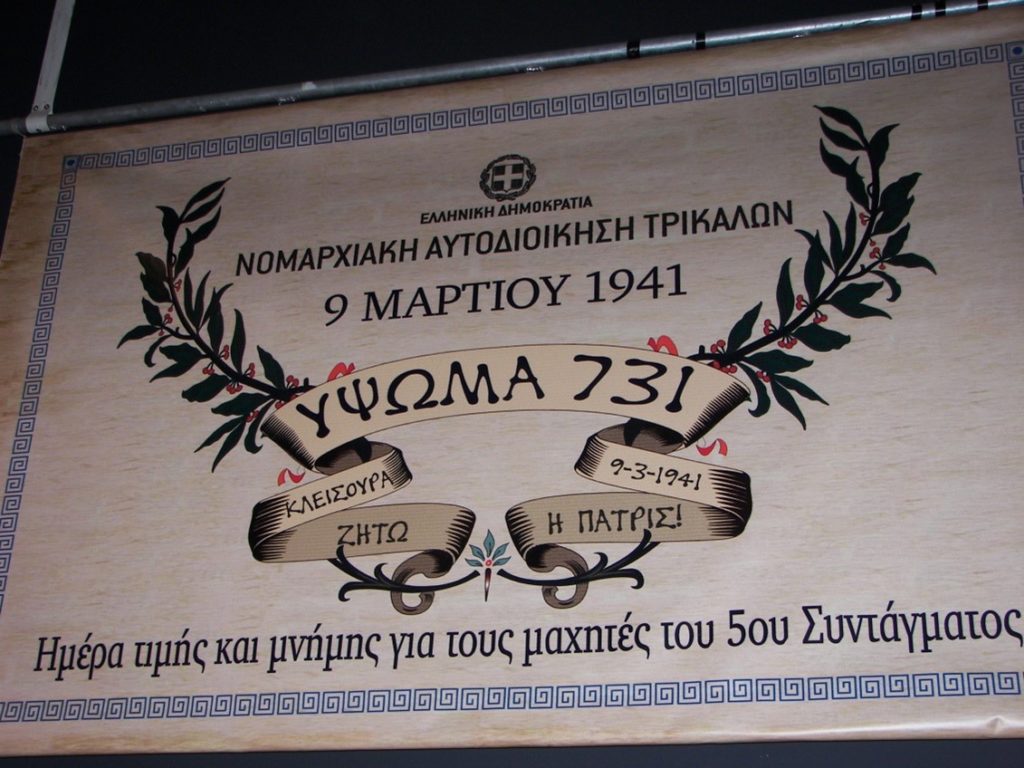 ΕΛΛΗΝΙΚΗ ΔΗΜΟΚΡΑΤΙΑ
ΝΟΜΑΡΧΙΑΚΗ ΑΥΤΟΔΙΟΙΚΗΣΗ ΤΡΙΚΑΛΩΝ
9 ΜΑΡΤΙΟΥ 1941
ΥΨΩΜΑ 731
ΚΛΕΙΣΟΥΡΑ 9-3-1941
ΖΗΤΩ Η ΠΑΤΡΙΣ!
Ημέρα τιμής και μνήμης για τους μαχητές του 5ου Συντάγματος